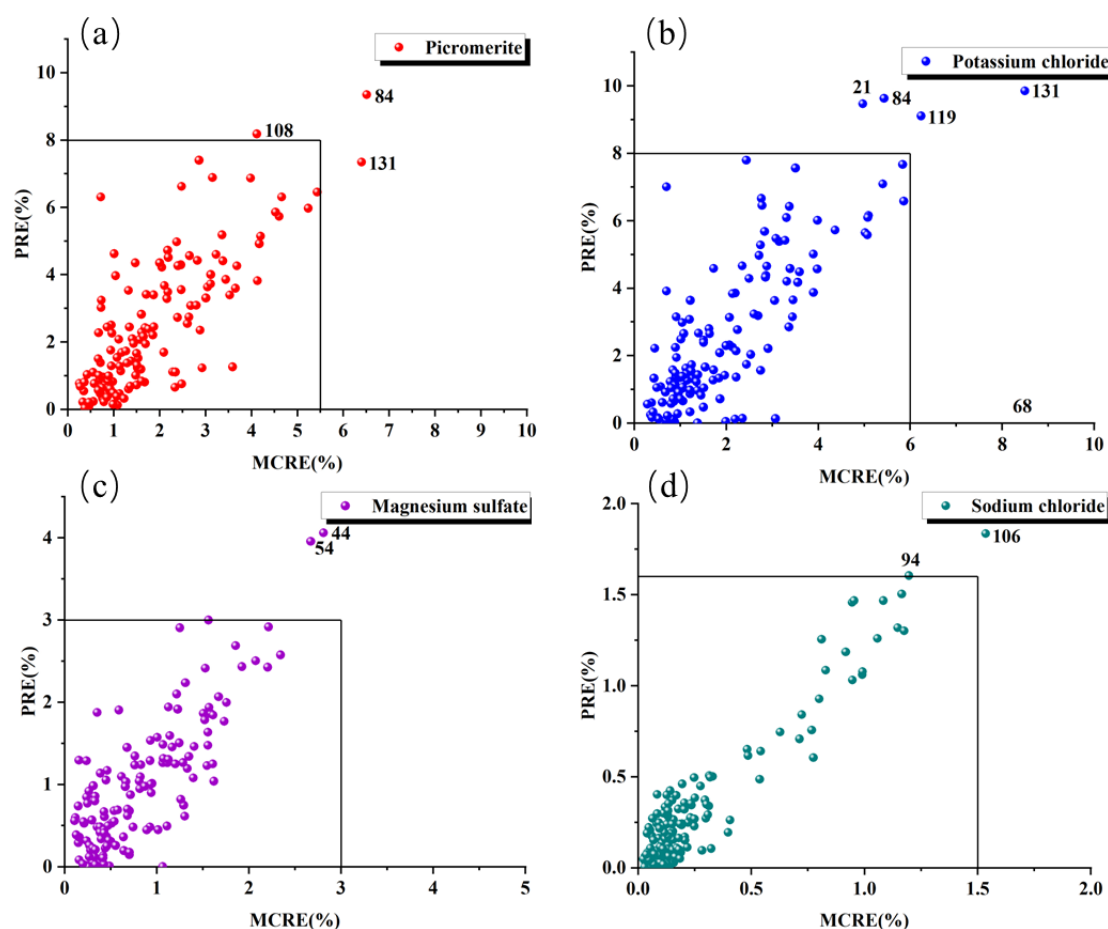 (a)
Picromerite
10
8
6
4
2
0
PRE(%)
84
108
131
0 1 2 3 4 5 6 7 8 9 10
MCRE(%)
(b)
Potassium chloride
10
8
6
4
2
0
PRE(%)
21
84
131
119
68
0 2 4 6 8 10
MCRE(%)
(c)
Magnesium sulfate
4
3
2
1
0
PRE(%)
44
54
0 1 2 3 4 5
MCRE(%)
(d)
Sodium chloride
2.0
1.5
1.0
0.5
0.0
PRE(%)
106
94
0.0 0.5 1.0 1.5 2.0
MCRE(%)